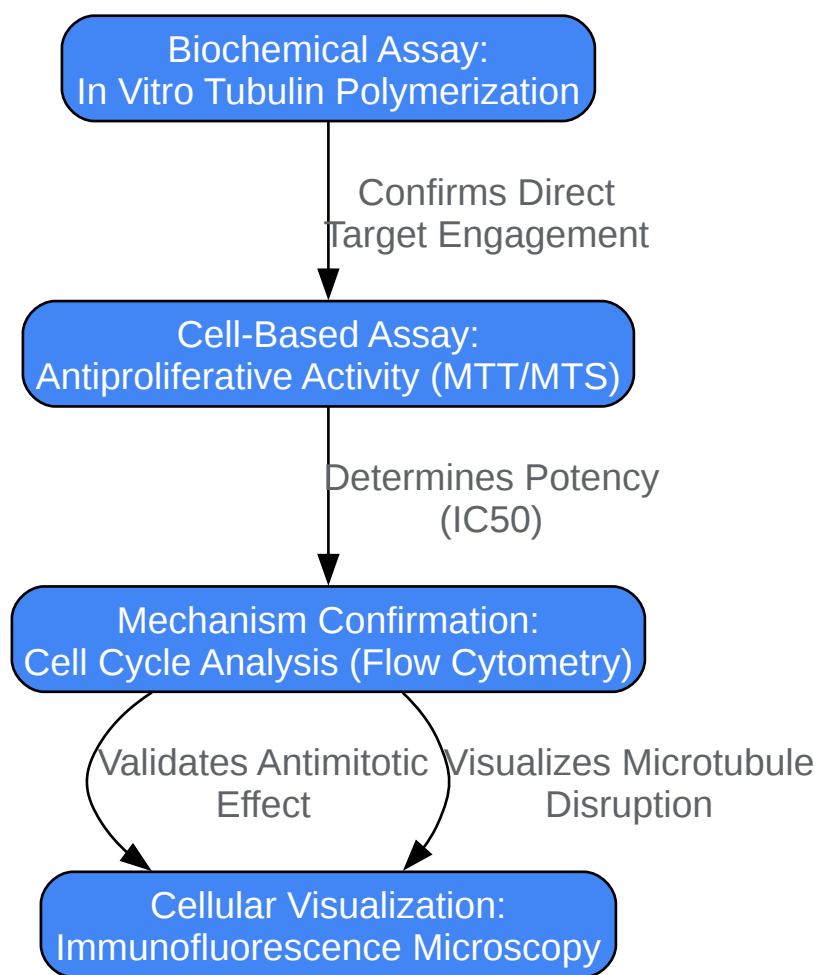 Biochemical Assay:
In Vitro Tubulin Polymerization
Confirms Direct
Target Engagement
Cell-Based Assay:
Antiproliferative Activity (MTT/MTS)
Determines Potency
(IC50)
Mechanism Confirmation:
Cell Cycle Analysis (Flow Cytometry)
Validates Antimitotic
Effect
Visualizes Microtubule
Disruption
Cellular Visualization:
Immunofluorescence Microscopy